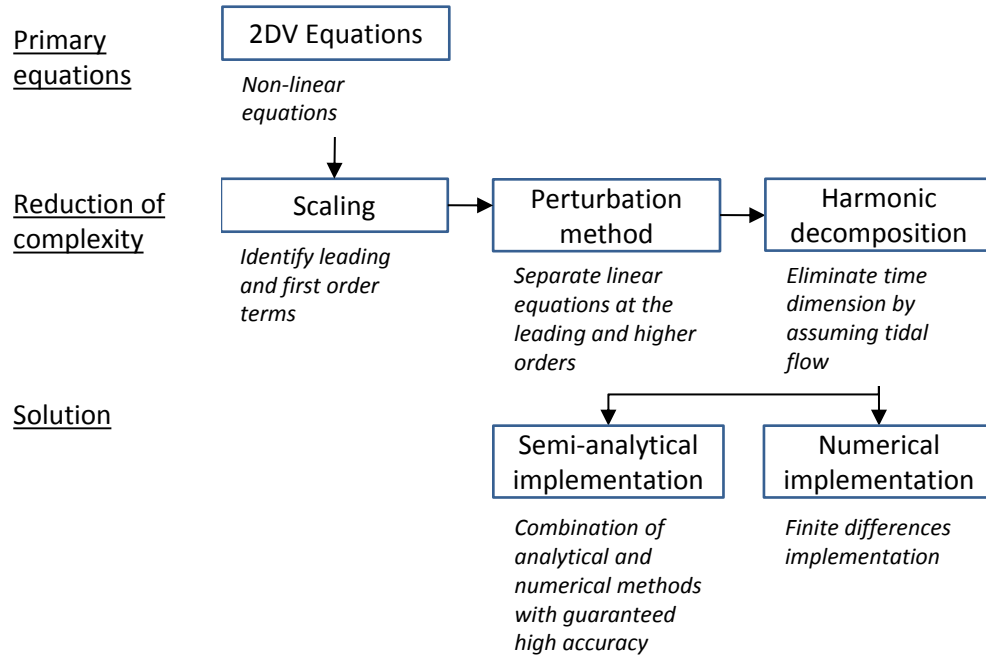 Primary
equations
2DV Equations
Non-linear
equations
Reduction of
complexity
Scaling
Identify leading
and first order
terms
Perturbation
method
Separate linear
equations at the
leading and higher
orders
Harmonic
decomposition
Eliminate time
dimension by
assuming tidal
flow
Solution
Semi-analytical
implementation
Combination of
analytical and
numerical methods
with guaranteed
high accuracy
Numerical
implementation
Finite differences
implementation